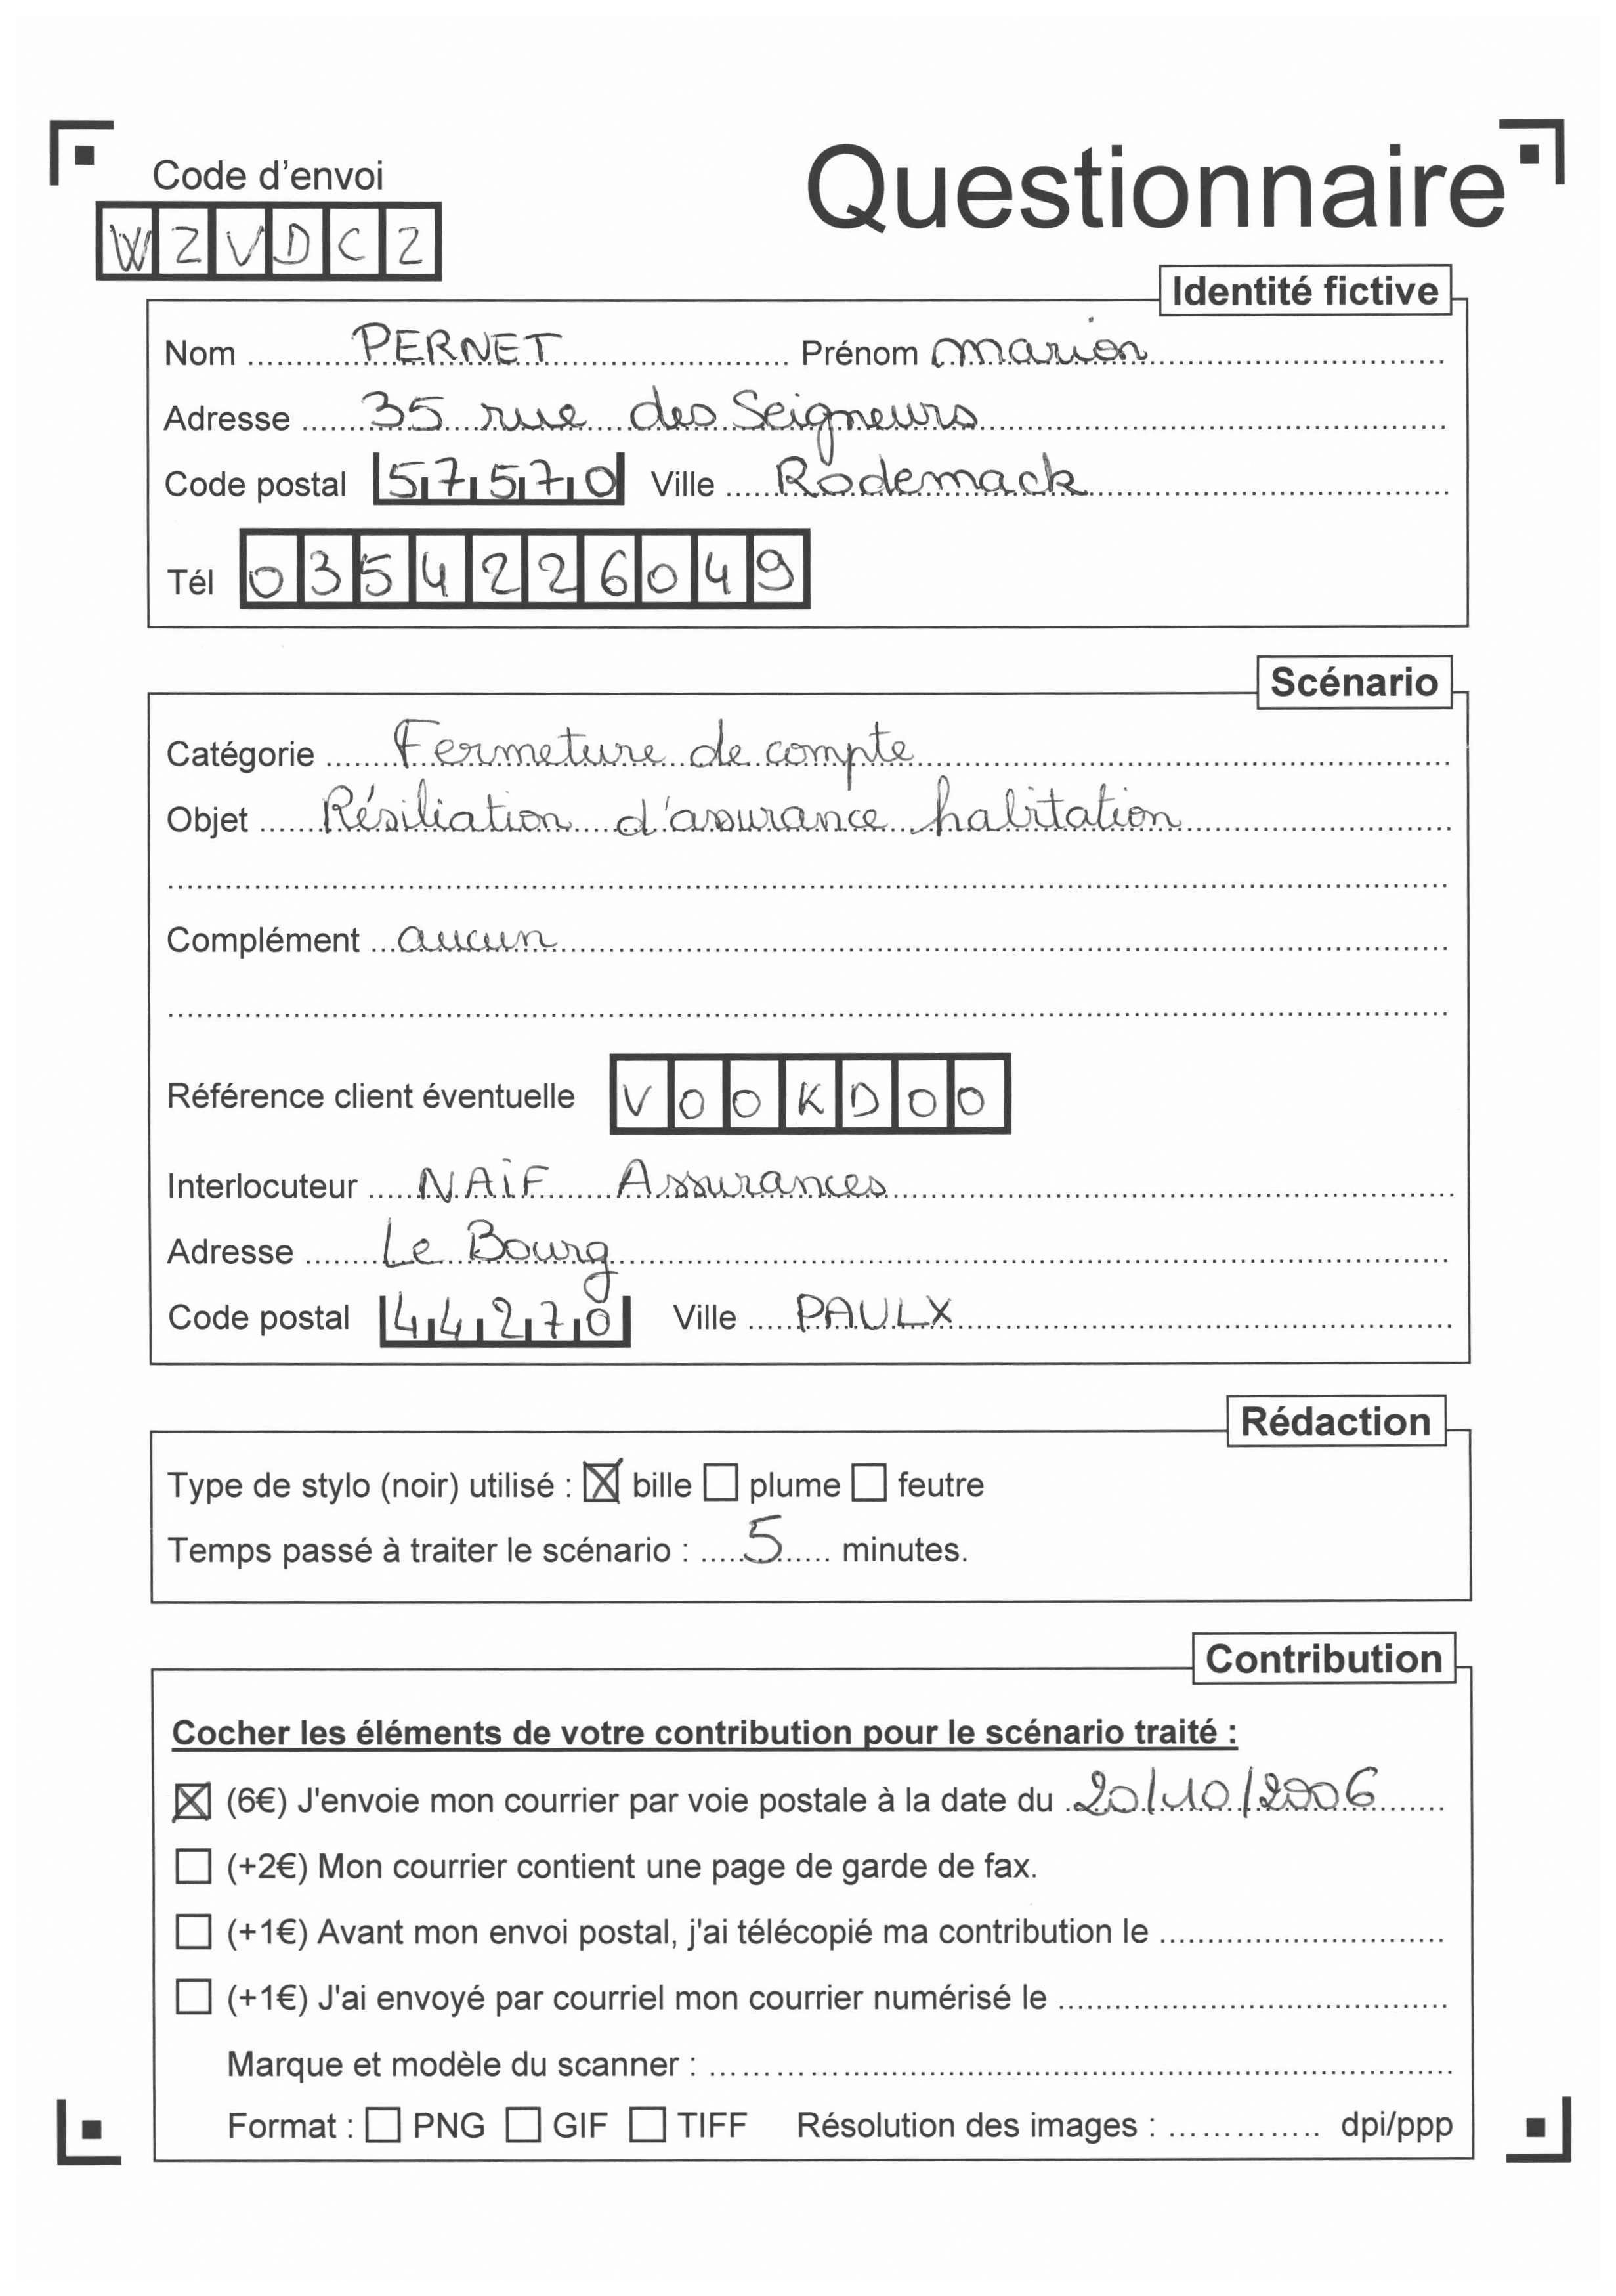 Code d'envoi
Questionnaire
WZVDCZ
Identité fictive
Nom PERNET Prénom Marion
Adresse 35 rue des Seigneurs
Code postal 57570 Ville Rodemack
Tél 0354226049
Scénario
Catégorie Fermeture de compte
Objet Résiliation d'assurance habitation
Complément aucun
Référence client éventuelle VOOKDOO
Interlocuteur NAIF Assurances
Adresse Le Bourg
Code postal 44270 Ville PAULX
Rédaction
Type de stylo (noir) utilisé : ☒ bille ☐ plume ☐ feutre
Temps passé à traiter le scénario : 5 minutes.
Contribution
Cocher les éléments de votre contribution pour le scénario traité :
☒ (6€) J'envoie mon courrier par voie postale à la date du 20/10/2006
☐ (+2€) Mon courrier contient une page de garde de fax.
☐ (+1€) Avant mon envoi postal, j'ai télécopié ma contribution le
☐ (+1€) J'ai envoyé par courriel mon courrier numérisé le
Marque et modèle du scanner :
Format : ☐ PNG ☐ GIF ☐ TIFF Résolution des images : dpi/ppp